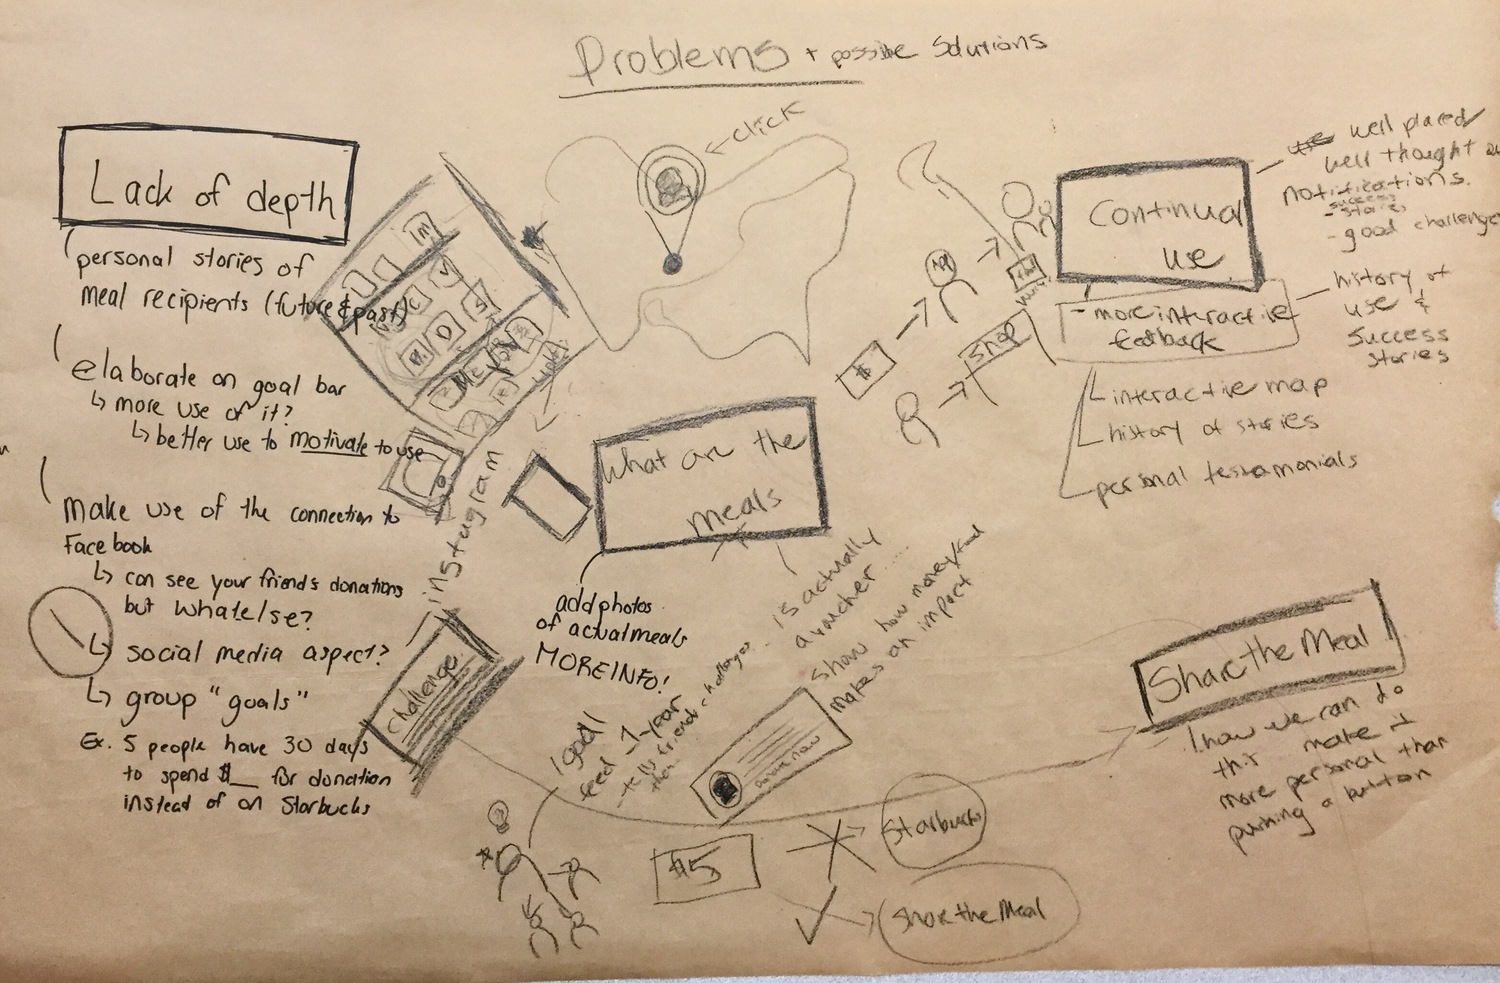 Problems + possible Solutions
Lack of depth
personal stories of
meal recipients (future & past)
elaborate on goal bar
↳ more use of it?
↳ better use to motivate to use
Make use of the connection to
Facebook
↳ can see your friends donations
but what else?
↳ social media aspect?
↳ group "goals"
Ex. 5 people have 30 days
to spend $__ for donation
instead of on Starbucks
instagram
Challenge
← click
What are the
meals
add photos
of actual meals
MORE INFO!
is actually
a voucher....
show how money/food
makes an impact
1 goal
feed 1-year
donate now
$5
Starbucks
Share the Meal
$
shop
Continual
use
well placed
well thought
notifications.
- success
stories
- good challenges
- more interactive
feedback
history of
use &
success
stories
interactive map
history of stories
personal testamonials
Share the Meal
how we can do
this make it
more personal than
pushing a button